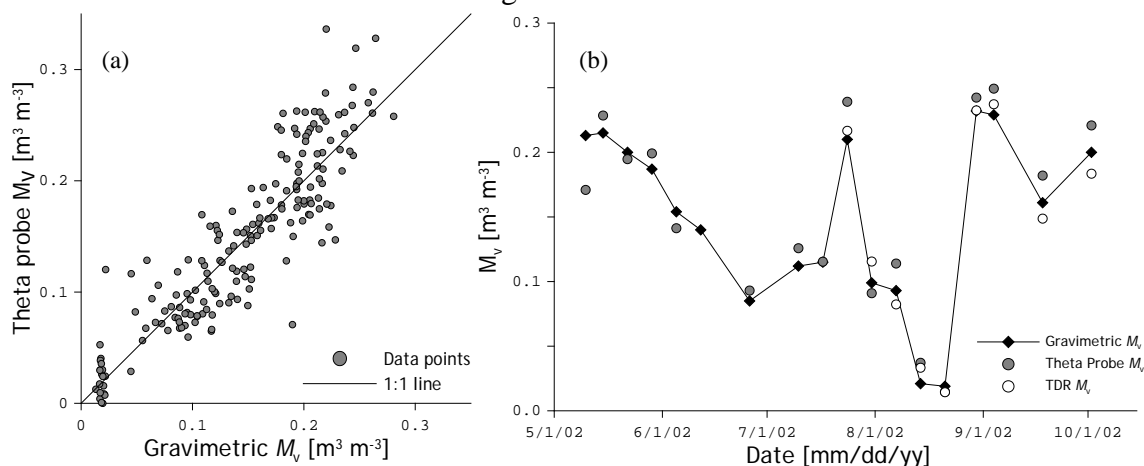 (a)
Theta probe Mv [m³ m⁻³]
0.3
0.2
0.1
0
0
0.1
0.2
0.3
Gravimetric Mv [m³ m⁻³]
Data points
1:1 line
(b)
Mv [m³ m⁻³]
0.3
0.2
0.1
0.0
5/1/02
6/1/02
7/1/02
8/1/02
9/1/02
10/1/02
Date [mm/dd/yy]
Gravimetric Mv
Theta Probe Mv
TDR Mv